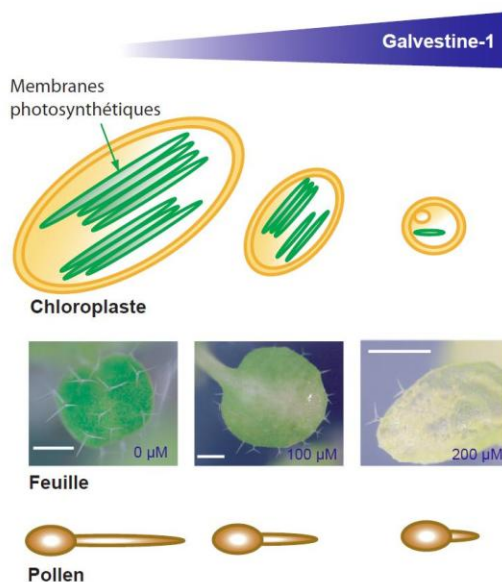 Galvestine-1
Membranes
photosynthétiques
Chloroplaste
0 µM
100 µM
200 µM
Feuille
Pollen